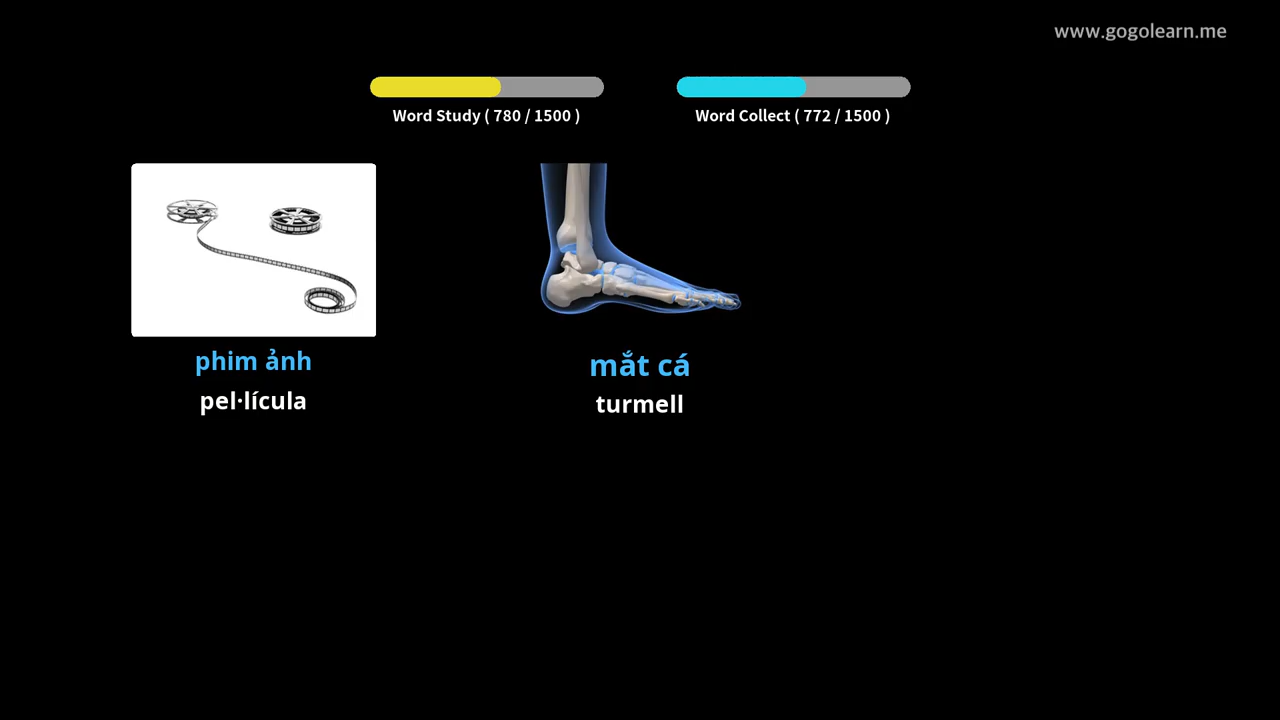 www.gogolearn.me
Word Study ( 780 / 1500 )
Word Collect ( 772 / 1500 )
phim ảnh
pel·lícula
mắt cá
turmell